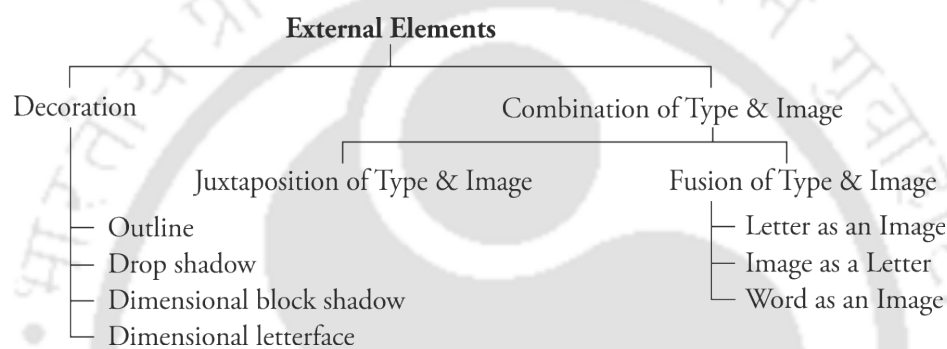 External Elements
Decoration
Combination of Type & Image
Juxtaposition of Type & Image
Fusion of Type & Image
Outline
Drop shadow
Dimensional block shadow
Dimensional letterface
Letter as an Image
Image as a Letter
Word as an Image